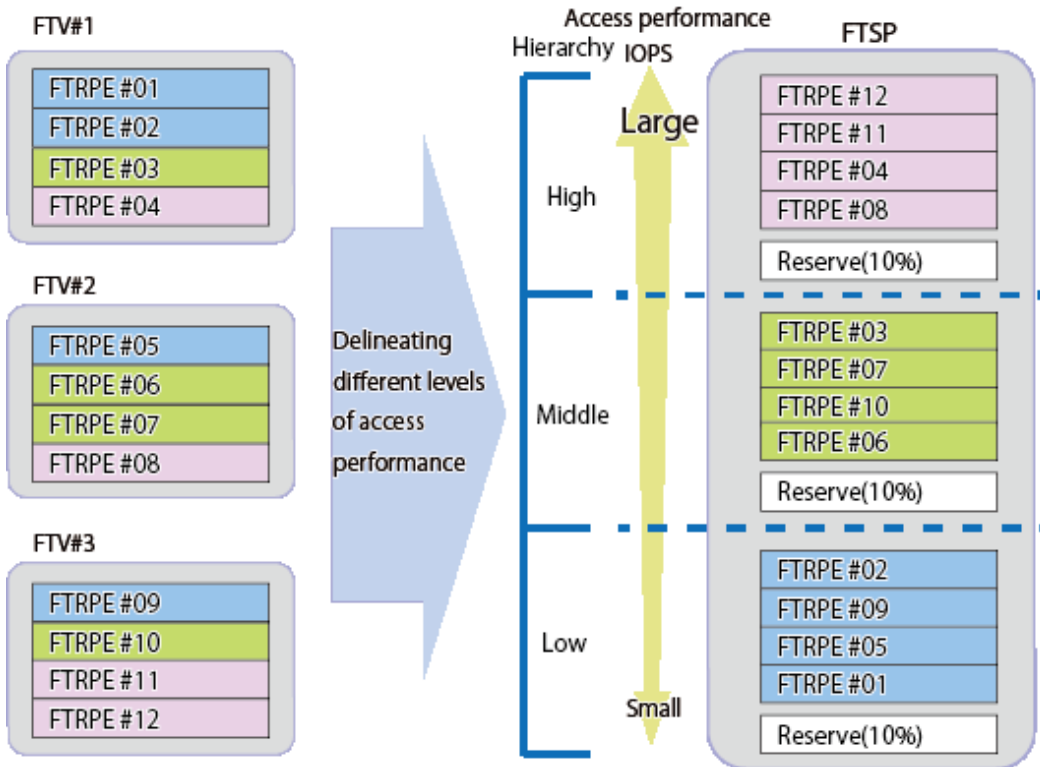 FTV#1
FTRPE #01
FTRPE #02
FTRPE #03
FTRPE #04
FTV#2
FTRPE #05
FTRPE #06
FTRPE #07
FTRPE #08
FTV#3
FTRPE #09
FTRPE #10
FTRPE #11
FTRPE #12
Delineating
different levels
of access
performance
Access performance
Hierarchy
IOPS
Large
High
Middle
Low
Small
FTSP
FTRPE #12
FTRPE #11
FTRPE #04
FTRPE #08
Reserve(10%)
FTRPE #03
FTRPE #07
FTRPE #10
FTRPE #06
Reserve(10%)
FTRPE #02
FTRPE #09
FTRPE #05
FTRPE #01
Reserve(10%)